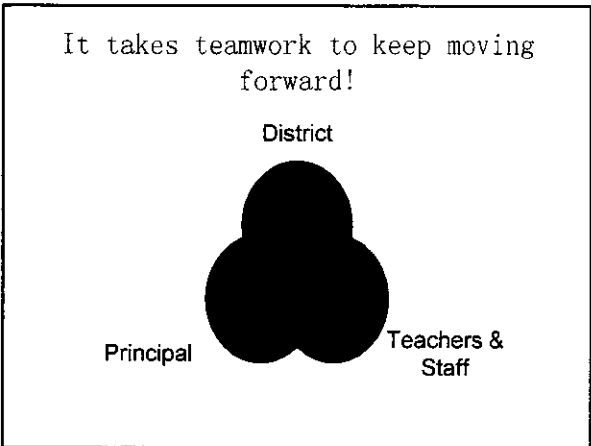 It takes teamwork to keep moving
forward!
District
Principal
Teachers &
Staff